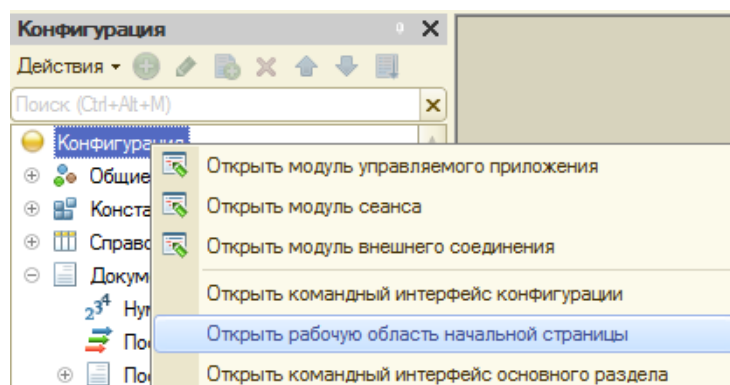 Конфигурация
Действия
Поиск (Ctrl+Alt+M)
Конфигурация
Открыть модуль управляемого приложения
Общие
Открыть модуль сеанса
Конста
Открыть модуль внешнего соединения
Справо
Докум
Открыть командный интерфейс конфигурации
Ну
Открыть рабочую область начальной страницы
По
Открыть командный интерфейс основного раздела
По